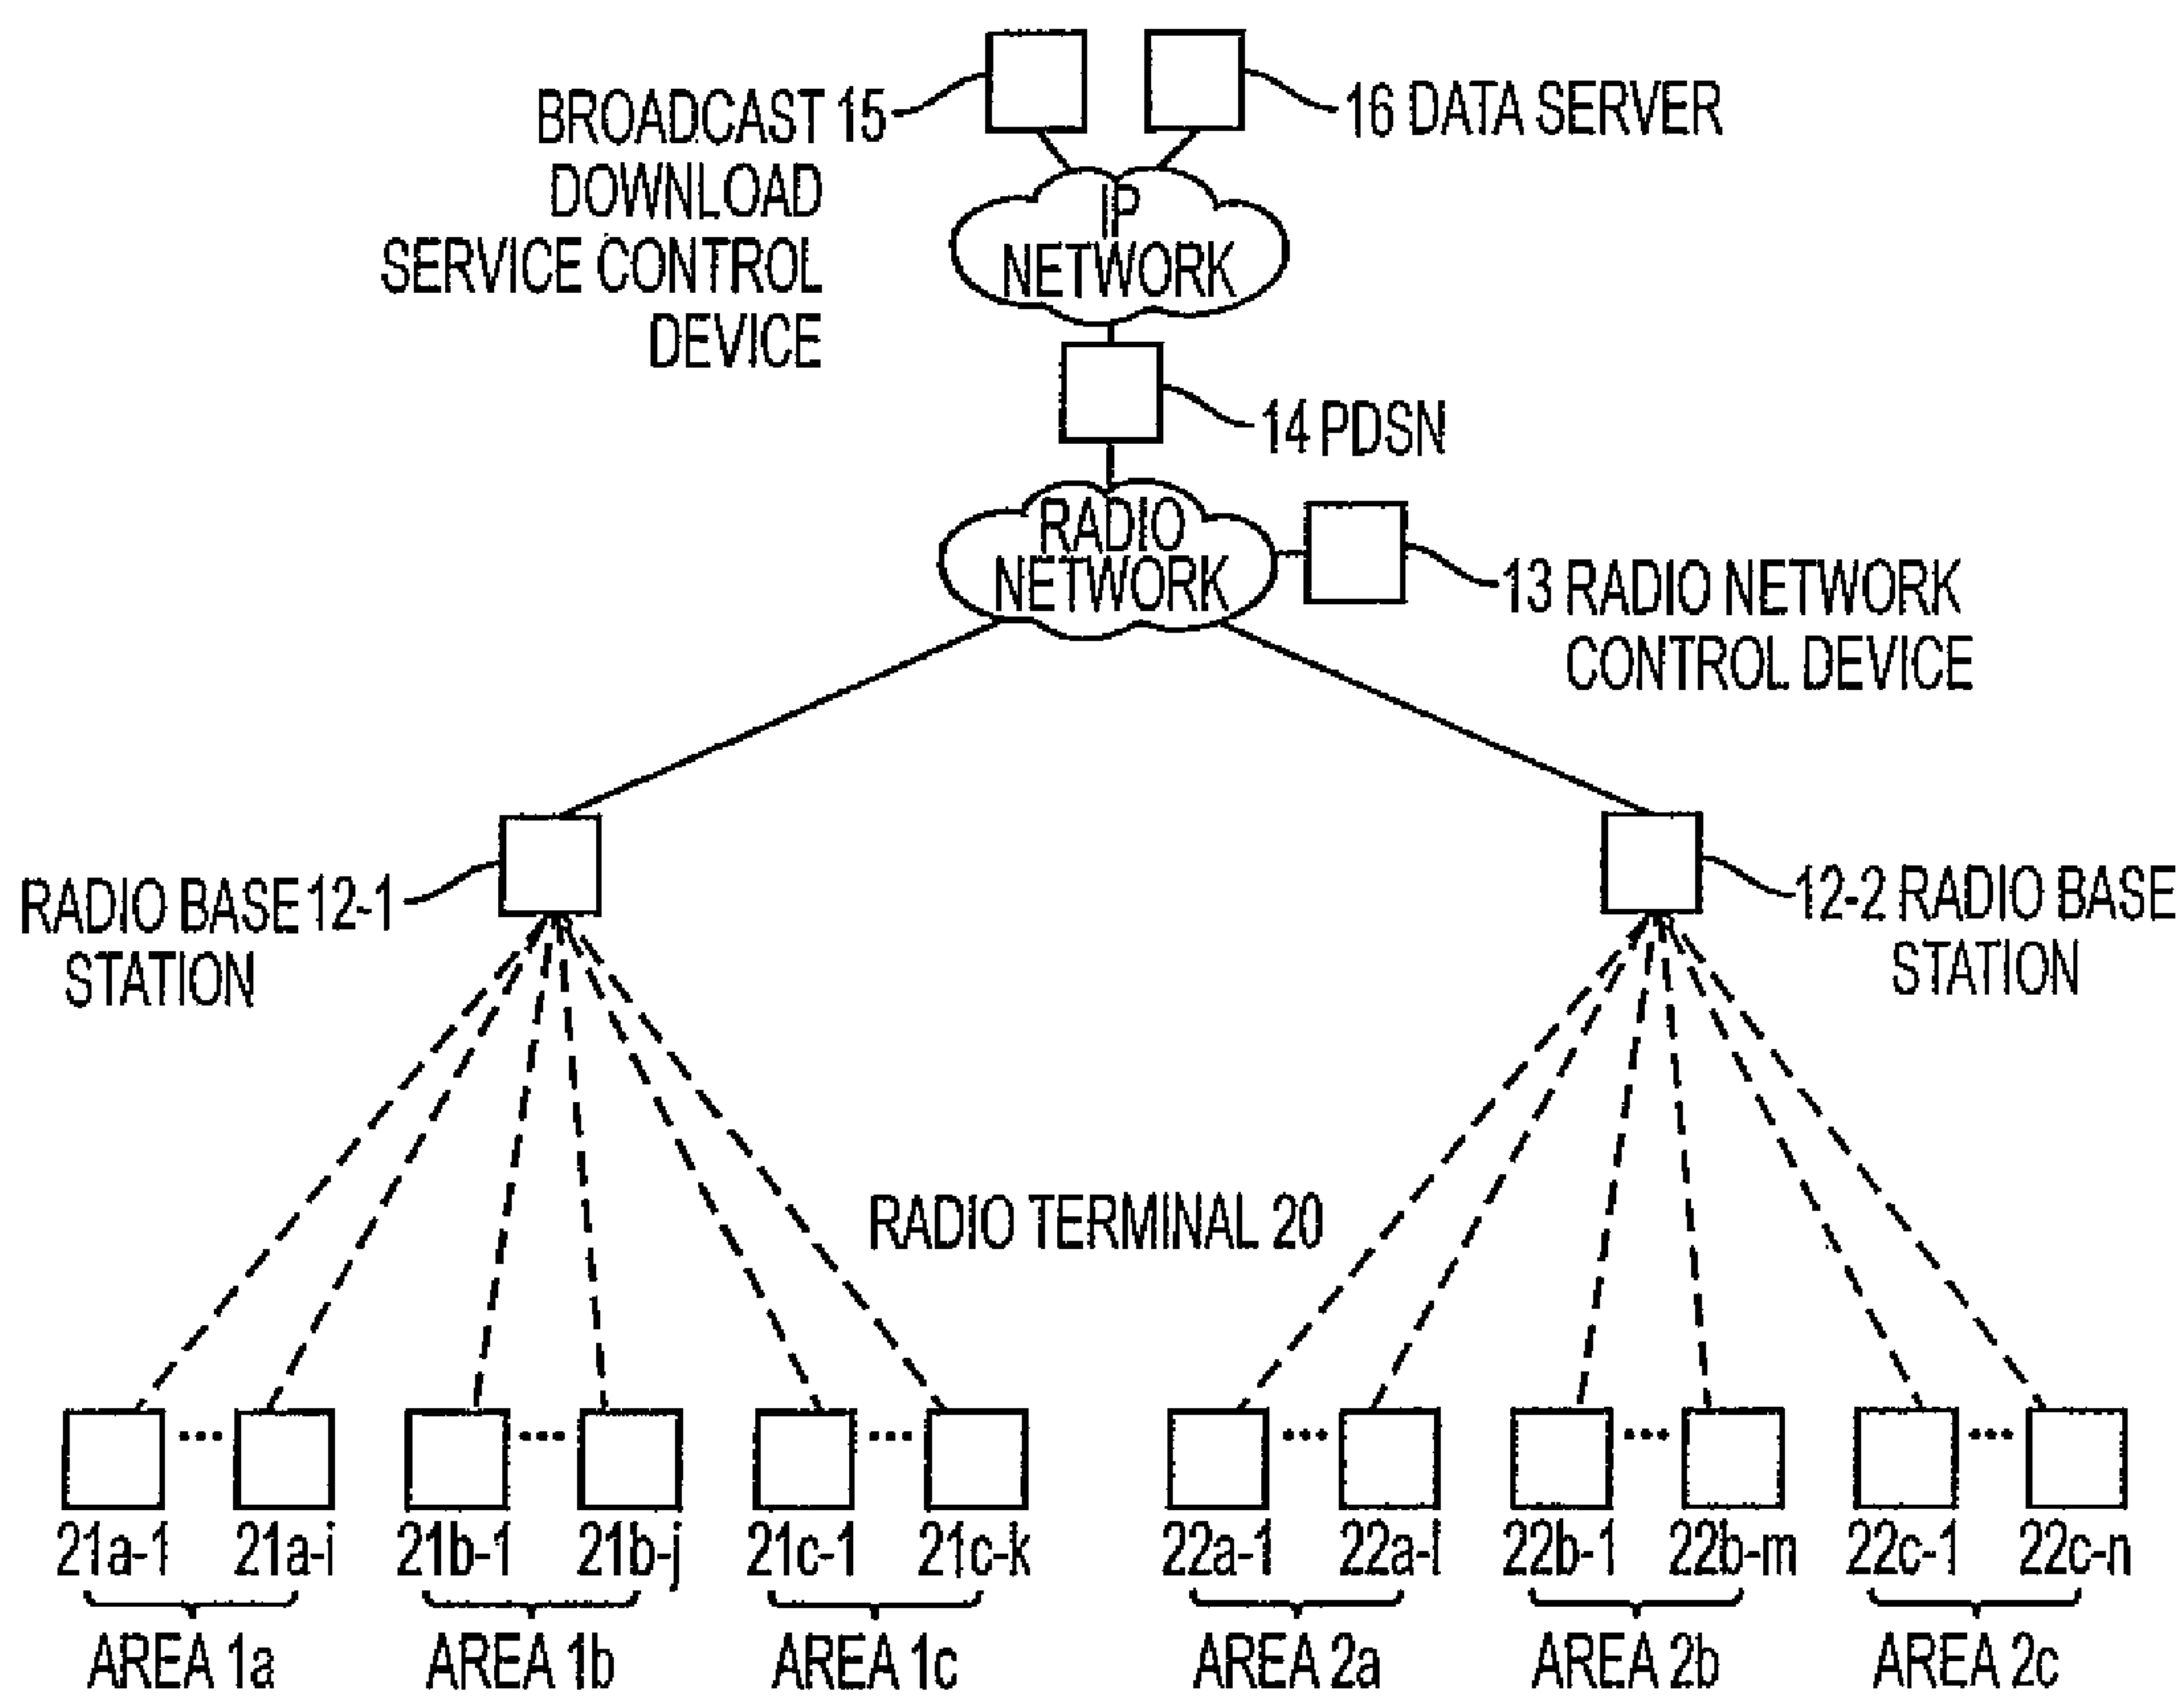 BROADCAST 15
DOWNLOAD
SERVICE CONTROL
DEVICE
16 DATA SERVER
IP
NETWORK
14 PDSN
RADIO
NETWORK
13 RADIO NETWORK
CONTROL DEVICE
RADIO BASE 12-1
STATION
12-2 RADIO BASE
STATION
RADIO TERMINAL 20
21a-1 21a-i 21b-1 21b-j 21c-1 21c-k 22a-1 22a-l 22b-1 22b-m 22c-1 22c-n
AREA 1a AREA 1b AREA 1c AREA 2a AREA 2b AREA 2c